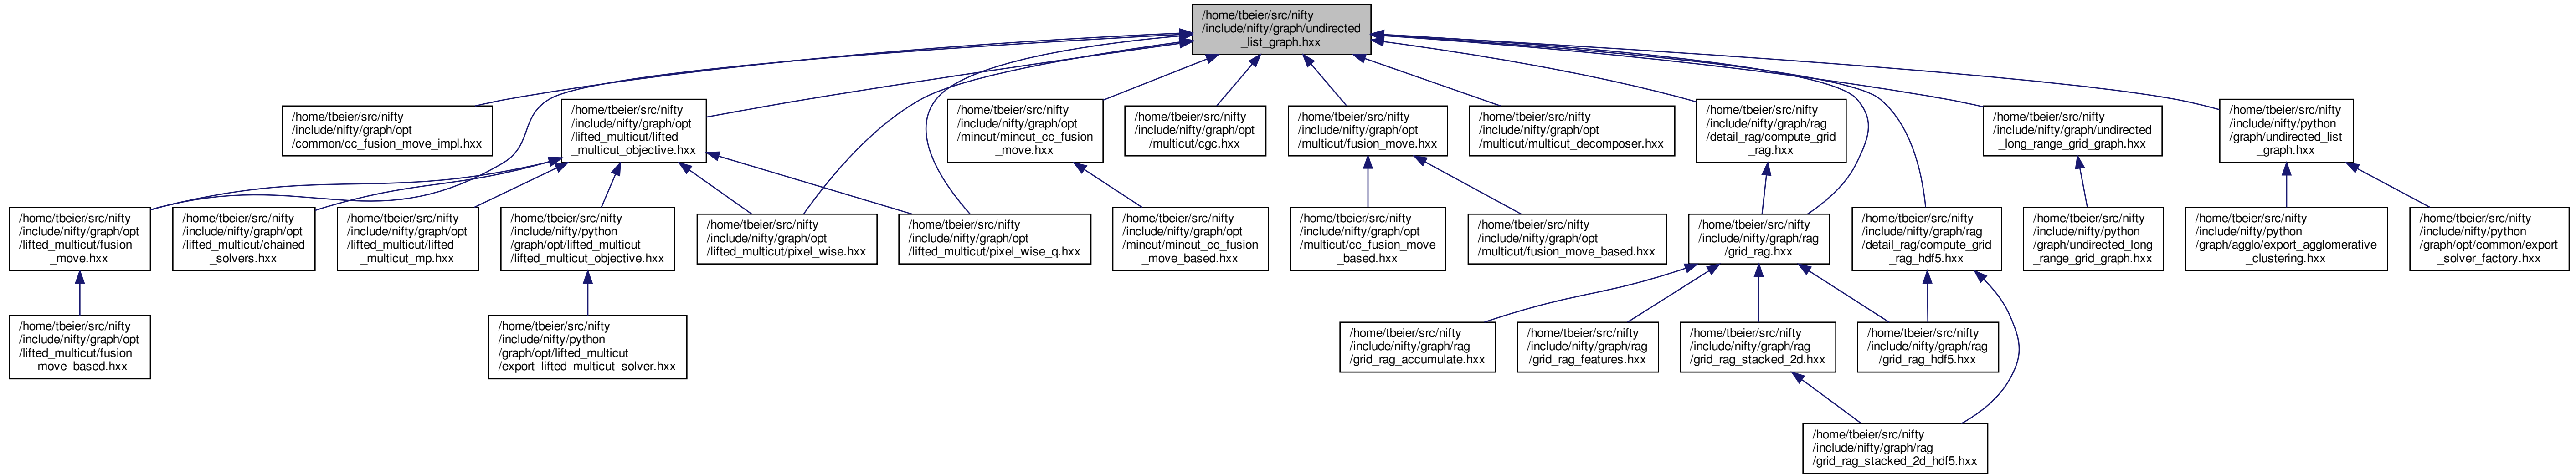 /home/tbeier/src/nifty
/include/nifty/graph/undirected
_list_graph.hxx
/home/tbeier/src/nifty
/include/nifty/graph/opt
/common/cc_fusion_move_impl.hxx
/home/tbeier/src/nifty
/include/nifty/graph/opt
/lifted_multicut/lifted
_multicut_objective.hxx
/home/tbeier/src/nifty
/include/nifty/graph/opt
/mincut/mincut_cc_fusion
_move.hxx
/home/tbeier/src/nifty
/include/nifty/graph/opt
/multicut/cgc.hxx
/home/tbeier/src/nifty
/include/nifty/graph/opt
/multicut/fusion_move.hxx
/home/tbeier/src/nifty
/include/nifty/graph/opt
/multicut/multicut_decomposer.hxx
/home/tbeier/src/nifty
/include/nifty/graph/rag
/detail_rag/compute_grid
_rag.hxx
/home/tbeier/src/nifty
/include/nifty/graph/undirected
_long_range_grid_graph.hxx
/home/tbeier/src/nifty
/include/nifty/python
/graph/undirected_list
_graph.hxx
/home/tbeier/src/nifty
/include/nifty/graph/opt
/lifted_multicut/fusion
_move.hxx
/home/tbeier/src/nifty
/include/nifty/graph/opt
/lifted_multicut/chained
_solvers.hxx
/home/tbeier/src/nifty
/include/nifty/graph/opt
/lifted_multicut/lifted
_multicut_mp.hxx
/home/tbeier/src/nifty
/include/nifty/python
/graph/opt/lifted_multicut
/lifted_multicut_objective.hxx
/home/tbeier/src/nifty
/include/nifty/graph/opt
/lifted_multicut/pixel_wise.hxx
/home/tbeier/src/nifty
/include/nifty/graph/opt
/lifted_multicut/pixel_wise_q.hxx
/home/tbeier/src/nifty
/include/nifty/graph/opt
/mincut/mincut_cc_fusion
_move_based.hxx
/home/tbeier/src/nifty
/include/nifty/graph/opt
/multicut/cc_fusion_move
_based.hxx
/home/tbeier/src/nifty
/include/nifty/graph/opt
/multicut/fusion_move_based.hxx
/home/tbeier/src/nifty
/include/nifty/graph/rag
/grid_rag.hxx
/home/tbeier/src/nifty
/include/nifty/graph/rag
/detail_rag/compute_grid
_rag_hdf5.hxx
/home/tbeier/src/nifty
/include/nifty/python
/graph/undirected_long
_range_grid_graph.hxx
/home/tbeier/src/nifty
/include/nifty/python
/graph/agglo/export_agglomerative
_clustering.hxx
/home/tbeier/src/nifty
/include/nifty/python
/graph/opt/common/export
_solver_factory.hxx
/home/tbeier/src/nifty
/include/nifty/graph/opt
/lifted_multicut/fusion
_move_based.hxx
/home/tbeier/src/nifty
/include/nifty/python
/graph/opt/lifted_multicut
/export_lifted_multicut_solver.hxx
/home/tbeier/src/nifty
/include/nifty/graph/rag
/grid_rag_accumulate.hxx
/home/tbeier/src/nifty
/include/nifty/graph/rag
/grid_rag_features.hxx
/home/tbeier/src/nifty
/include/nifty/graph/rag
/grid_rag_stacked_2d.hxx
/home/tbeier/src/nifty
/include/nifty/graph/rag
/grid_rag_hdf5.hxx
/home/tbeier/src/nifty
/include/nifty/graph/rag
/grid_rag_stacked_2d_hdf5.hxx